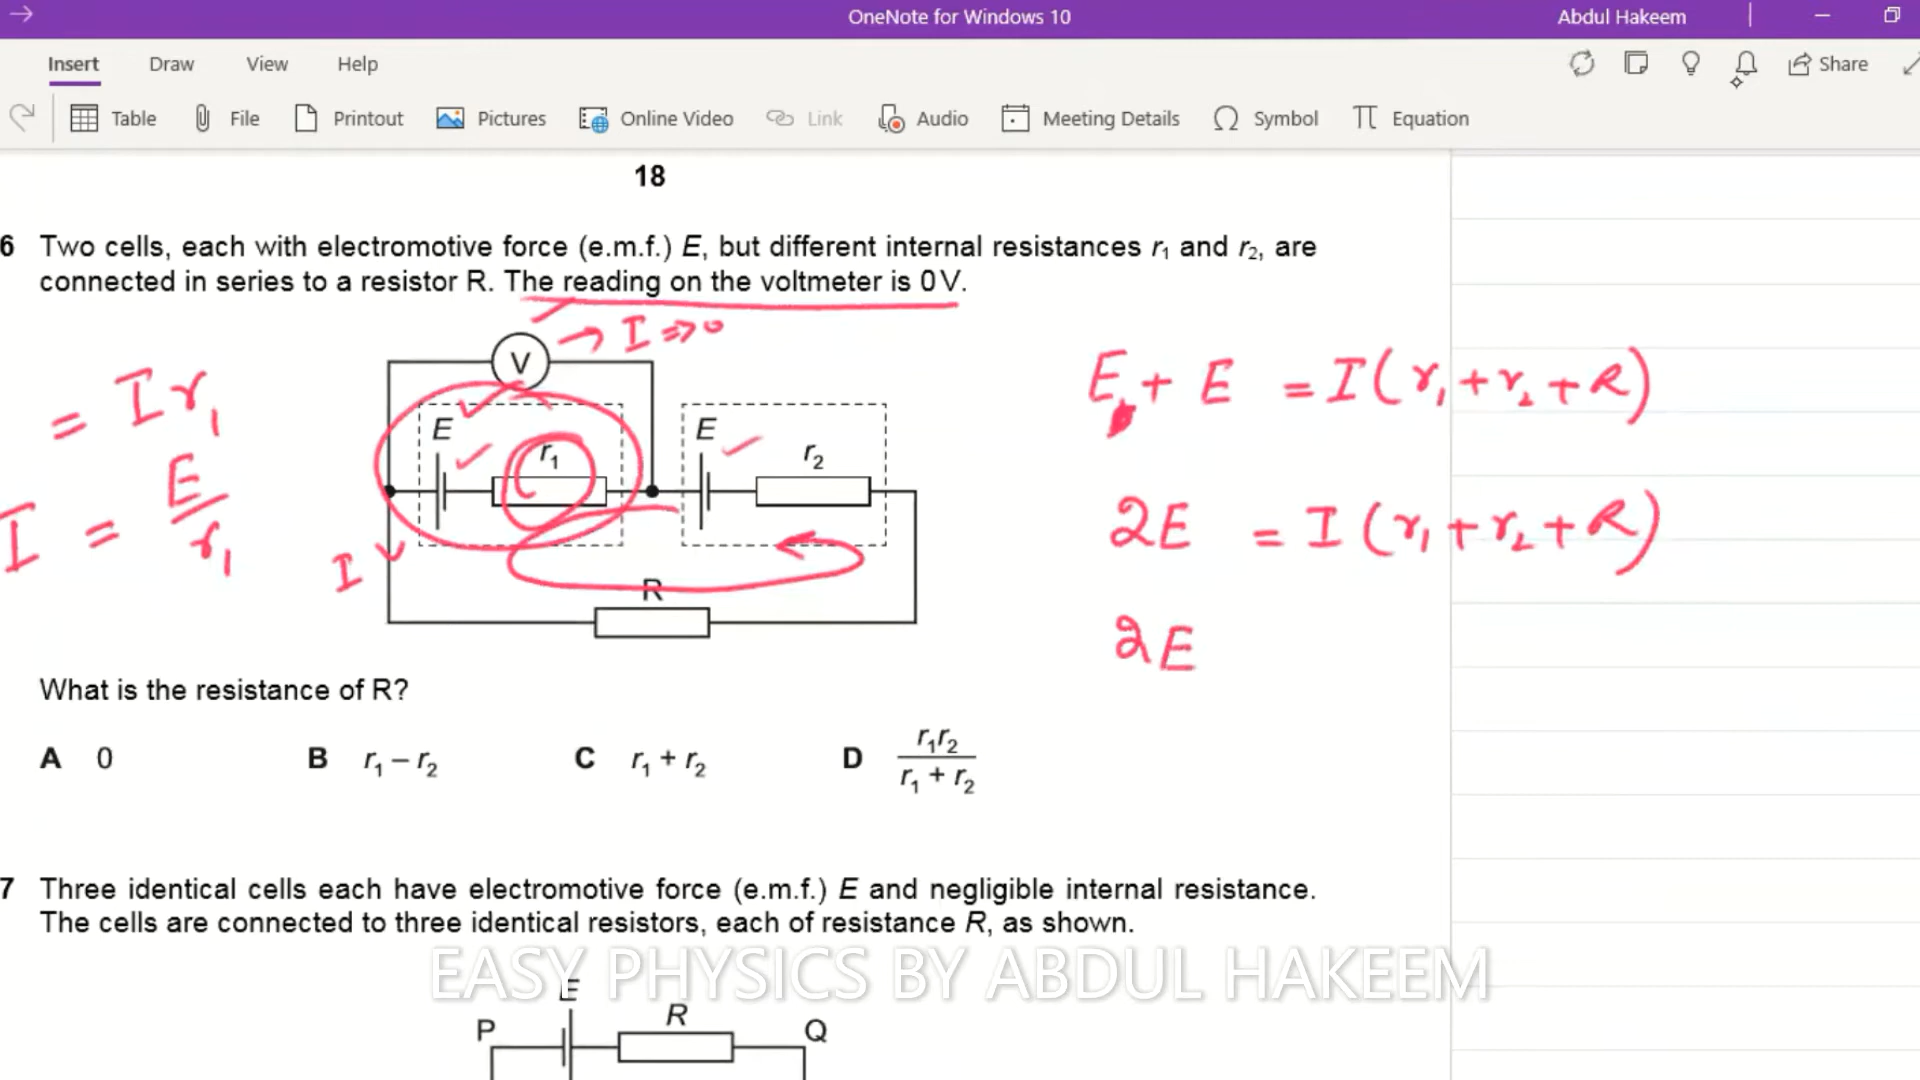 OneNote for Windows 10
Abdul Hakeem
Insert Draw View Help
Share
Table File Printout Pictures Online Video Link Audio Meeting Details Symbol Equation
18
6 Two cells, each with electromotive force (e.m.f.) E, but different internal resistances r₁ and r₂, are
connected in series to a resistor R. The reading on the voltmeter is 0 V.
→ I ⇒ 0
V
= I r₁
E
r₁
E
r₂
E + E = I(r₁ + r₂ + R)
I = E/r₁
2E = I(r₁ + r₂ + R)
I
R
2E
What is the resistance of R?
A 0 B r₁ − r₂ C r₁ + r₂ D r₁r₂/(r₁ + r₂)
7 Three identical cells each have electromotive force (e.m.f.) E and negligible internal resistance.
The cells are connected to three identical resistors, each of resistance R, as shown.
EASY PHYSICS BY ABDUL HAKEEM
E
R
P
Q